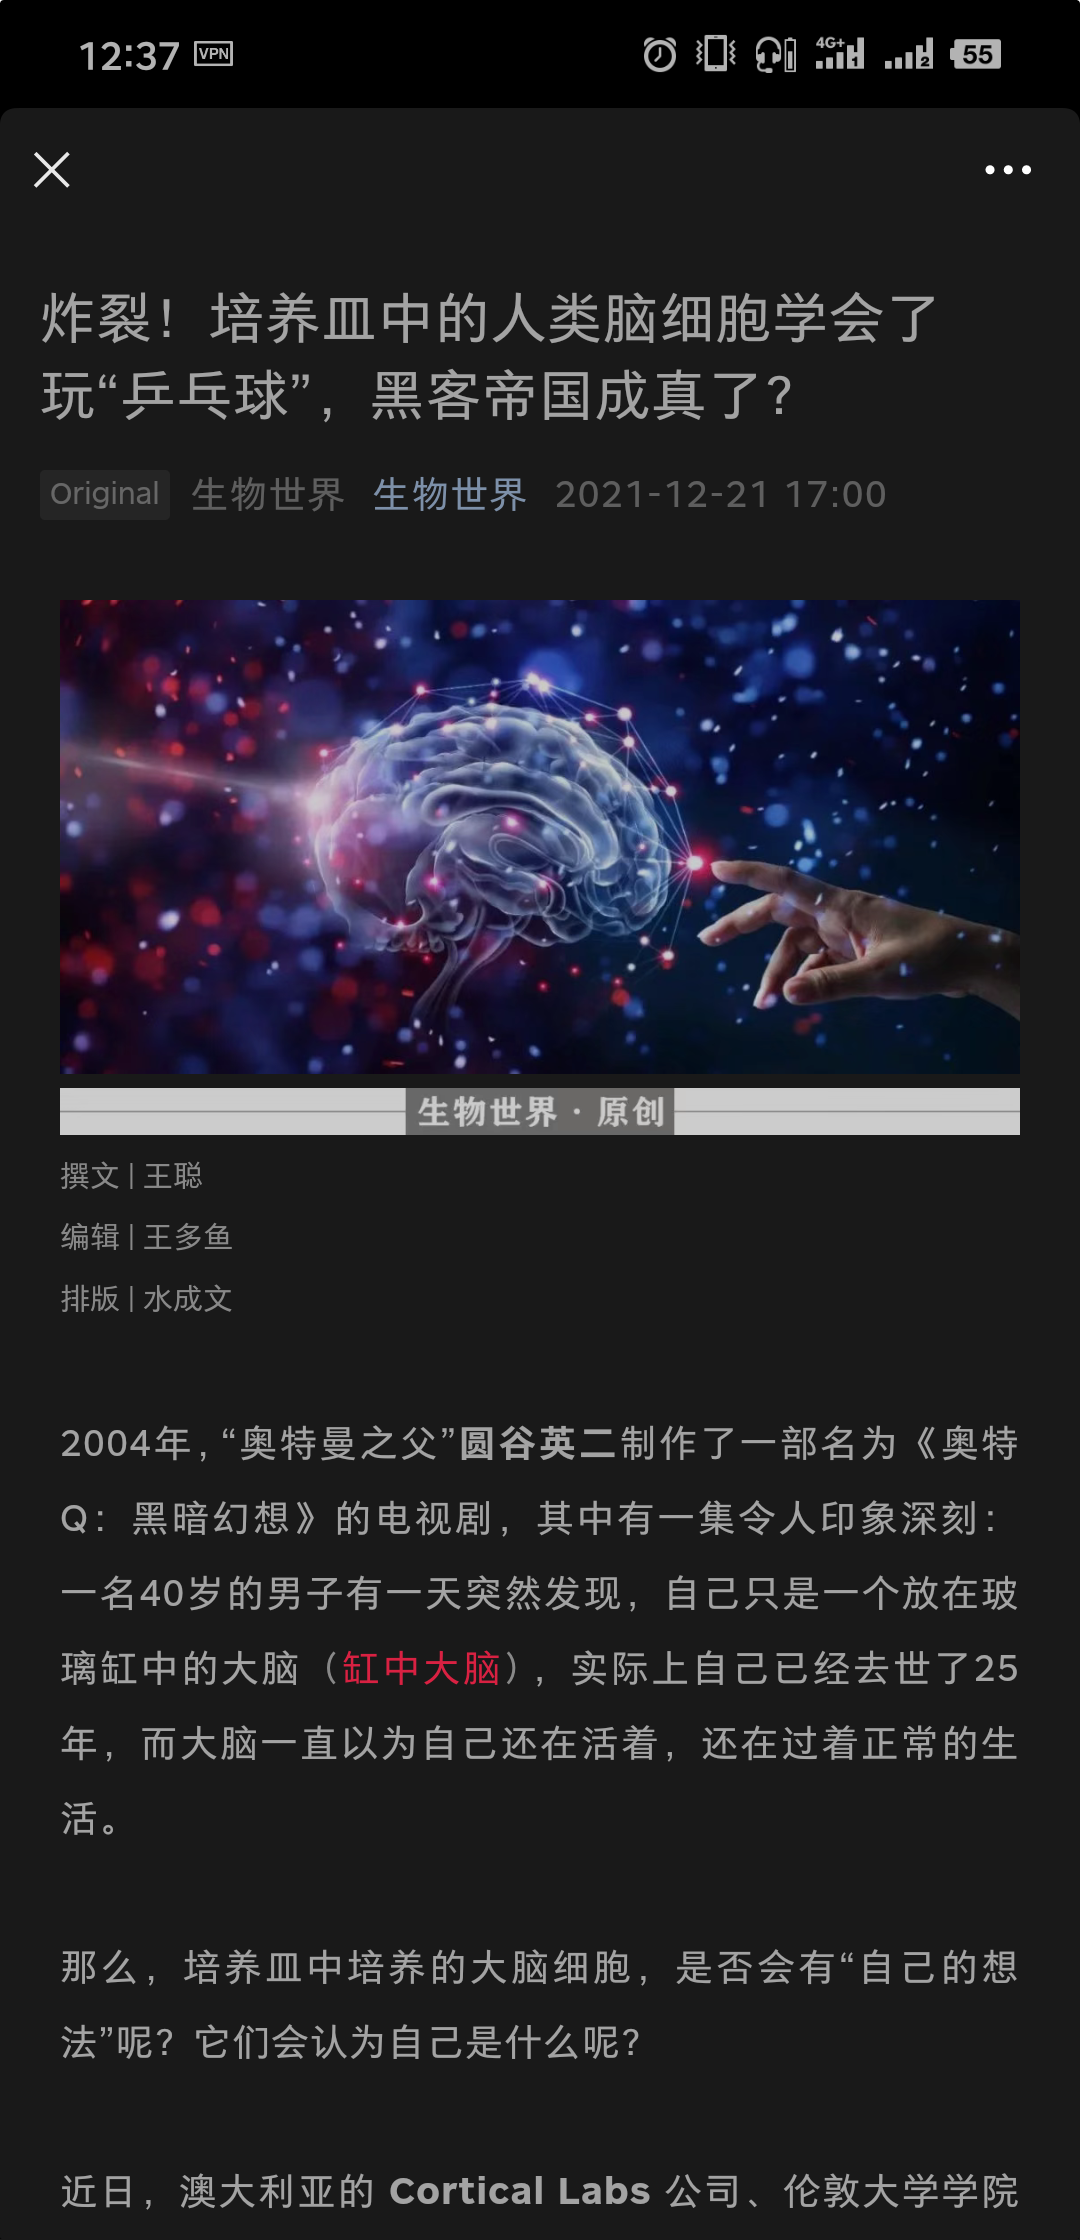 12:37 VPN 4G+ 1 2 55
炸裂！培养皿中的人类脑细胞学会了
玩“乒乓球”，黑客帝国成真了？
Original 生物世界 生物世界 2021-12-21 17:00
生物世界 · 原创
撰文 | 王聪
编辑 | 王多鱼
排版 | 水成文
2004年，“奥特曼之父”圆谷英二制作了一部名为《奥特
Q：黑暗幻想》的电视剧，其中有一集令人印象深刻：
一名40岁的男子有一天突然发现，自己只是一个放在玻
璃缸中的大脑（缸中大脑），实际上自己已经去世了25
年，而大脑一直以为自己还在活着，还在过着正常的生
活。
那么，培养皿中培养的大脑细胞，是否会有“自己的想
法”呢？它们会认为自己是什么呢？
近日，澳大利亚的 Cortical Labs 公司、伦敦大学学院